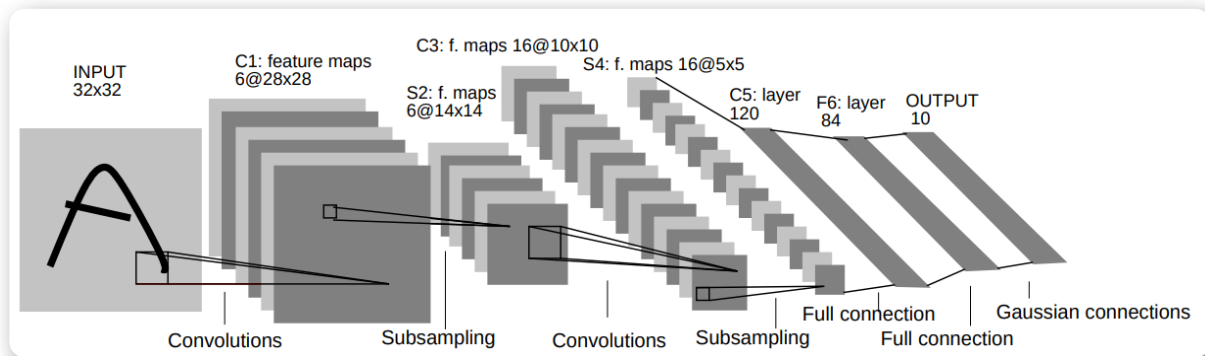 INPUT
32x32
C1: feature maps
6@28x28
S2: f. maps
6@14x14
C3: f. maps 16@10x10
S4: f. maps 16@5x5
C5: layer
120
F6: layer
84
OUTPUT
10
Convolutions
Subsampling
Convolutions
Subsampling
Full connection
Full connection
Gaussian connections
A